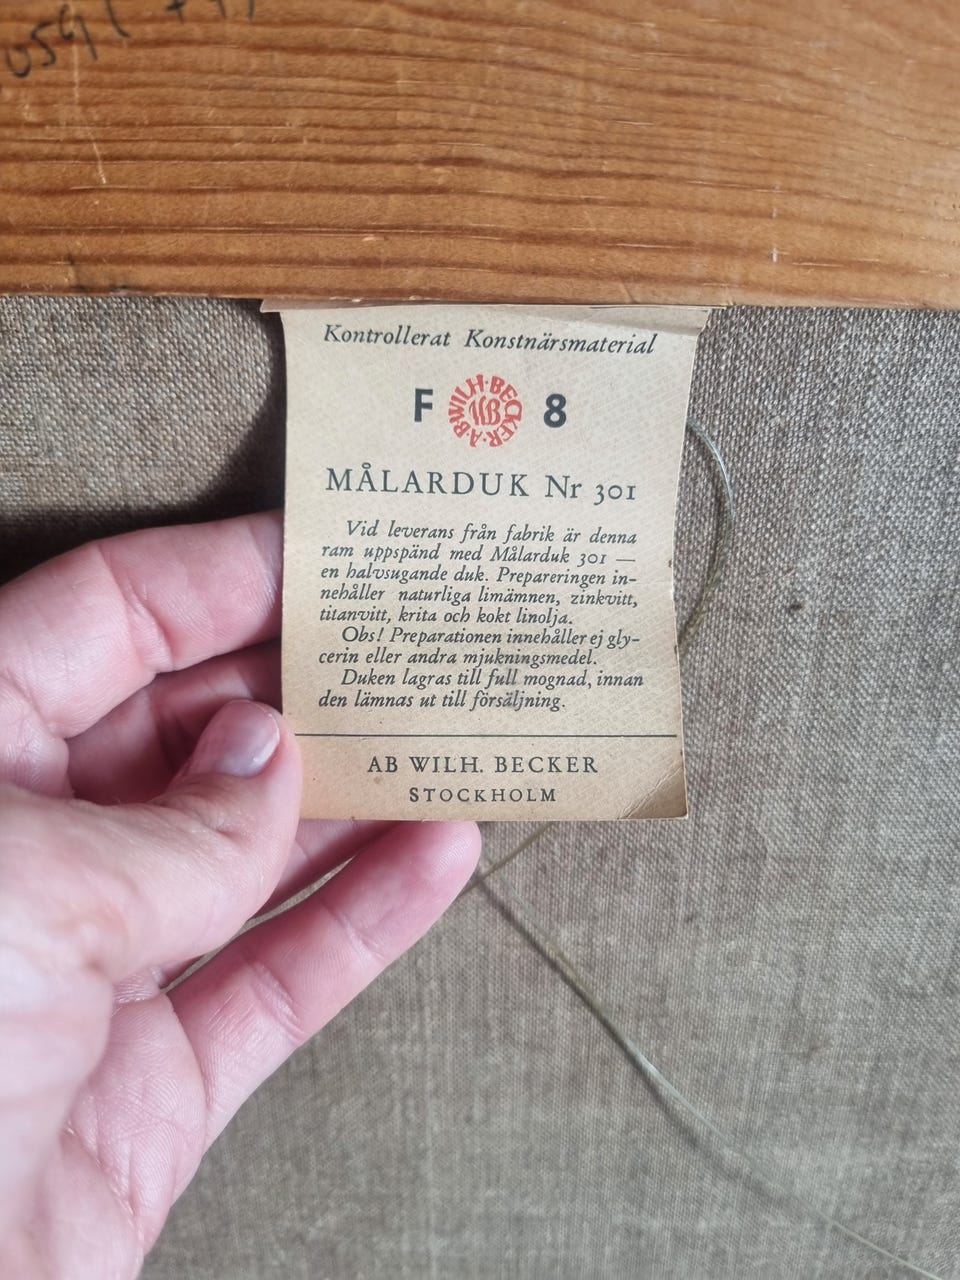 Kontrollerat Konstnärsmaterial
F A·B·WILH·BECKER WB 8
MÅLARDUK Nr 301
Vid leverans från fabrik är denna
ram uppspänd med Målarduk 301 —
en halvsugande duk. Prepareringen in-
nehåller naturliga limämnen, zinkvitt,
titanvitt, krita och kokt linolja.
Obs! Preparationen innehåller ej gly-
cerin eller andra mjukningsmedel.
Duken lagras till full mognad, innan
den lämnas ut till försäljning.
AB WILH. BECKER
STOCKHOLM